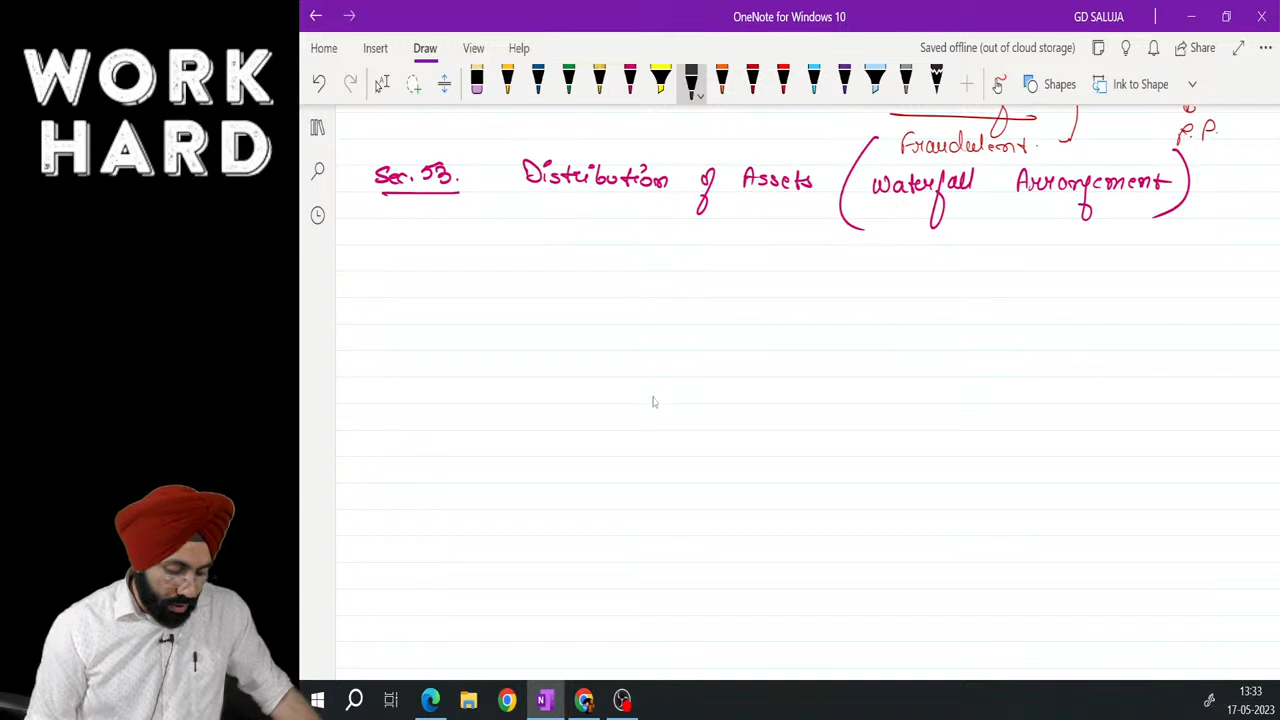 WORK
HARD
OneNote for Windows 10
GD SALUJA
Home Insert Draw View Help
Saved offline (out of cloud storage)
Share
Shapes
Ink to Shape
Fraudulent.
P.P.
Sec. 53. Distribution of Assets (Waterfall Arrangement)
13:33
17-05-2023